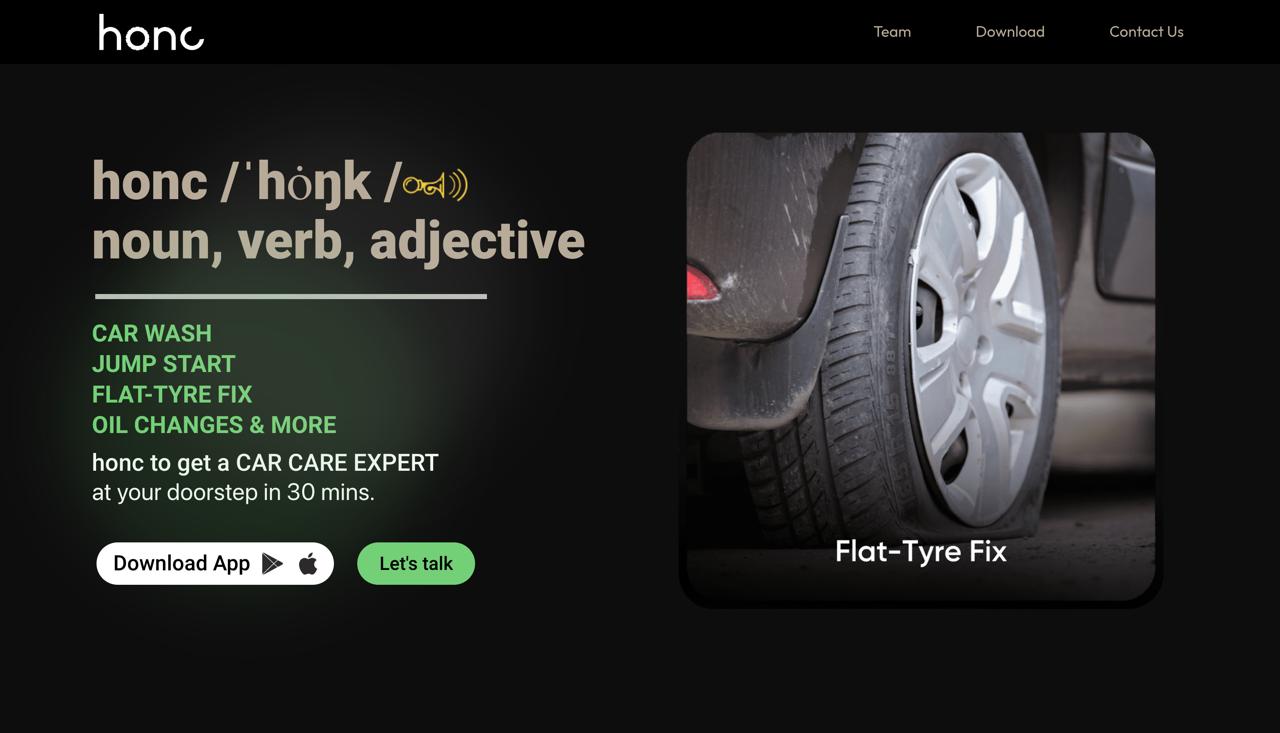 honc
Team
Download
Contact Us
honc /ˈhȯŋk /
noun, verb, adjective
CAR WASH
JUMP START
FLAT-TYRE FIX
OIL CHANGES & MORE
honc to get a CAR CARE EXPERT
at your doorstep in 30 mins.
Download App
Let's talk
Flat-Tyre Fix